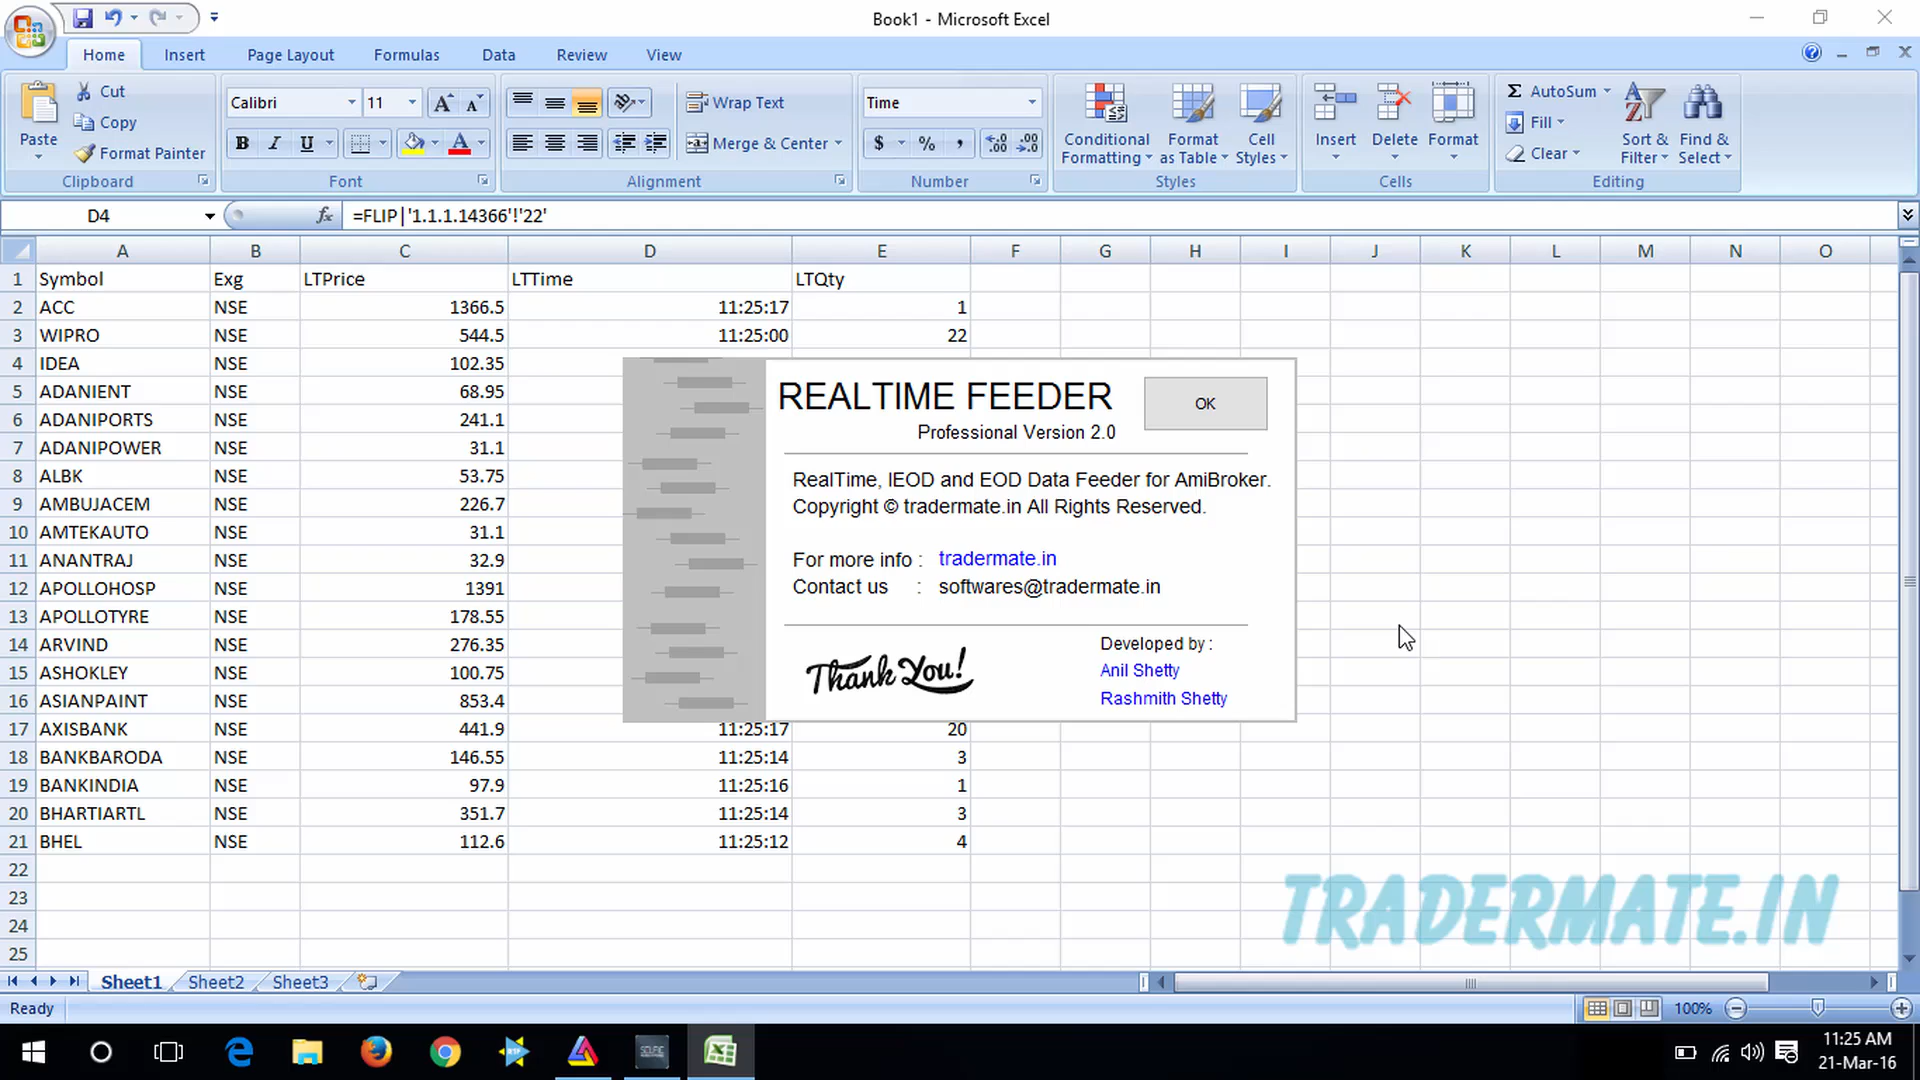 Book1 - Microsoft Excel
Home Insert Page Layout Formulas Data Review View
Paste
Cut
Copy
Format Painter
Clipboard
Calibri 11
B I U A
Font
Wrap Text
Merge & Center
Alignment
Time
$ % ,
Number
Conditional Formatting
Format as Table
Cell Styles
Styles
Insert Delete Format
Cells
AutoSum
Fill
Clear
Sort & Filter
Find & Select
Editing
D4 fx =FLIP|'1.1.1.14366'!'22'
A B C D E F G H I J K L M N O
1 Symbol Exg LTPrice LTTime LTQty
2 ACC NSE 1366.5 11:25:17 1
3 WIPRO NSE 544.5 11:25:00 22
4 IDEA NSE 102.35
5 ADANIENT NSE 68.95
6 ADANIPORTS NSE 241.1
7 ADANIPOWER NSE 31.1
8 ALBK NSE 53.75
9 AMBUJACEM NSE 226.7
10 AMTEKAUTO NSE 31.1
11 ANANTRAJ NSE 32.9
12 APOLLOHOSP NSE 1391
13 APOLLOTYRE NSE 178.55
14 ARVIND NSE 276.35
15 ASHOKLEY NSE 100.75
16 ASIANPAINT NSE 853.4
17 AXISBANK NSE 441.9 11:25:17 20
18 BANKBARODA NSE 146.55 11:25:14 3
19 BANKINDIA NSE 97.9 11:25:16 1
20 BHARTIARTL NSE 351.7 11:25:14 3
21 BHEL NSE 112.6 11:25:12 4
22
23
24
25
REALTIME FEEDER
OK
Professional Version 2.0
RealTime, IEOD and EOD Data Feeder for AmiBroker.
Copyright © tradermate.in All Rights Reserved.
For more info : tradermate.in
Contact us : softwares@tradermate.in
Thank You!
Developed by :
Anil Shetty
Rashmith Shetty
TRADERMATE.IN
Sheet1 Sheet2 Sheet3
Ready 100%
11:25 AM
21-Mar-16